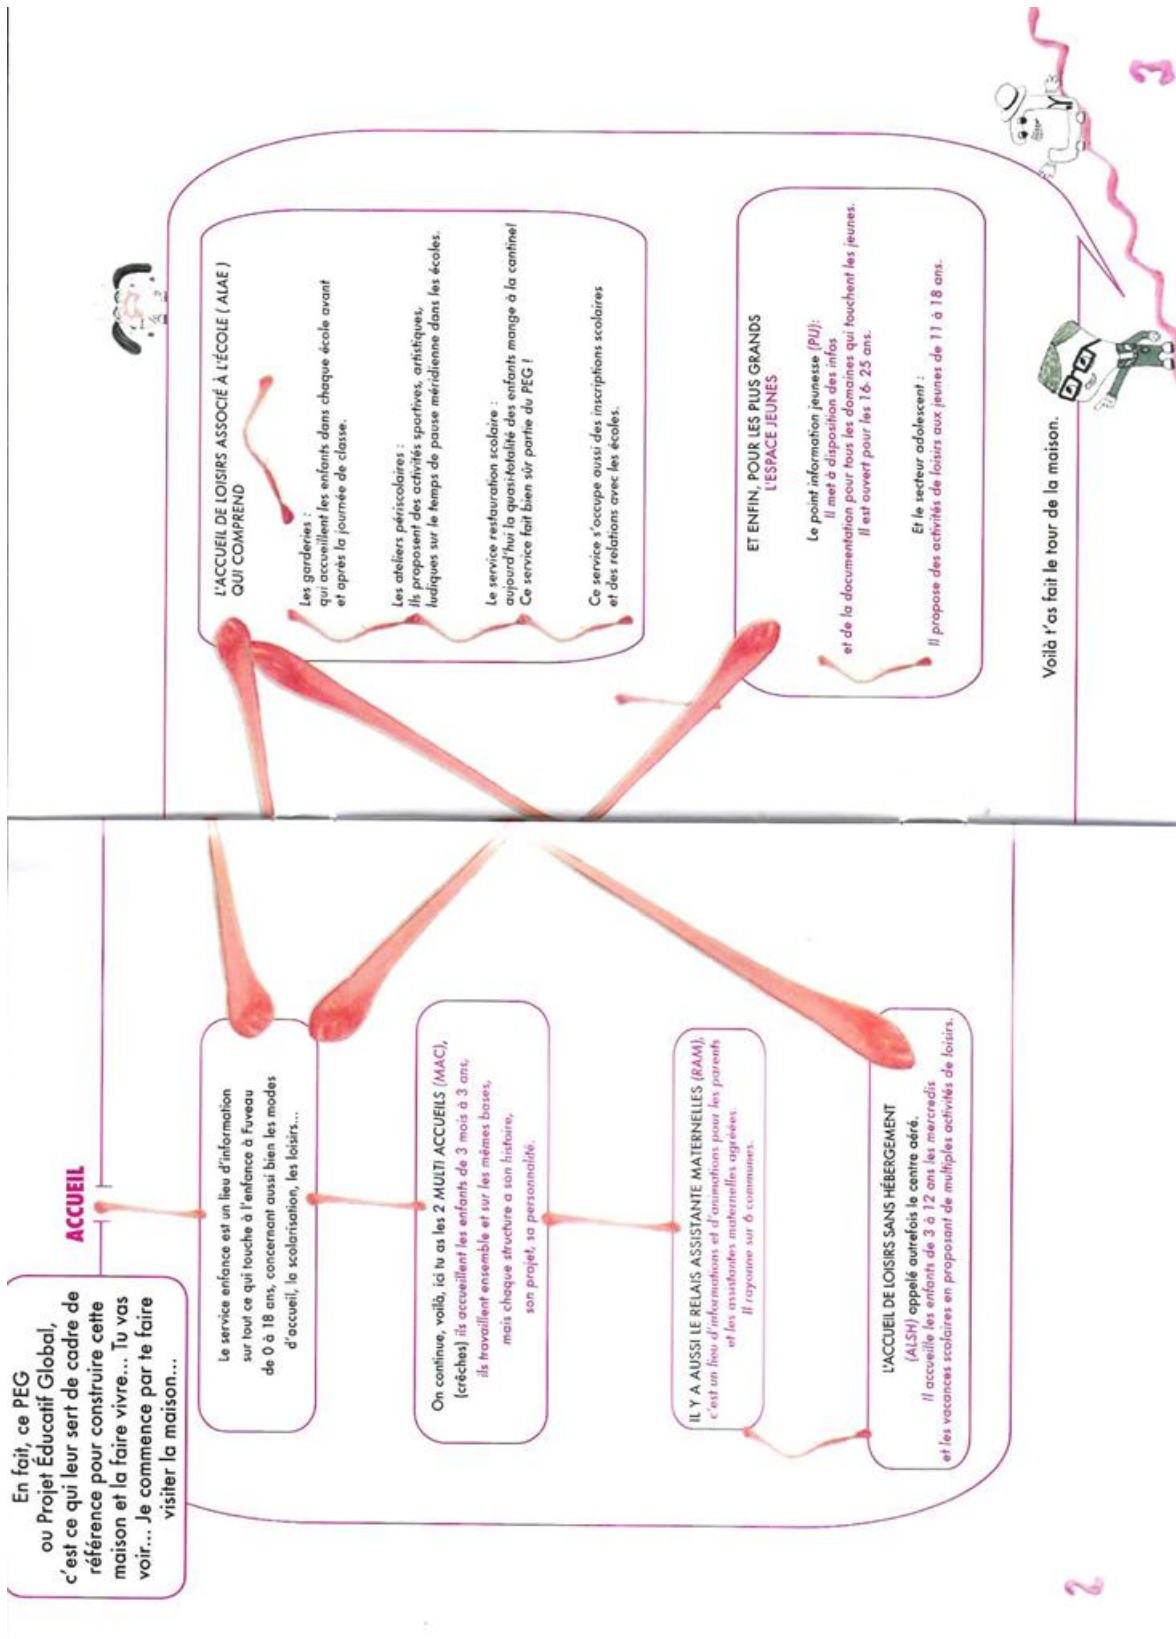 En fait, ce PEG
ou Projet Éducatif Global,
c'est ce qui leur sert de cadre de
référence pour construire cette
maison et la faire vivre... Tu vas
voir... Je commence par te faire
visiter la maison...
ACCUEIL
Le service enfance est un lieu d'information
sur tout ce qui touche à l'enfance à Fuveau
de 0 à 18 ans, concernant aussi bien les modes
d'accueil, la scolarisation, les loisirs...
On continue, voilà, ici tu as les 2 MULTI ACCUEILS (MAC),
(crèches) ils accueillent les enfants de 3 mois à 3 ans,
ils travaillent ensemble et sur les mêmes bases,
mais chaque structure a son histoire,
son projet, sa personnalité.
IL Y A AUSSI LE RELAIS ASSISTANTE MATERNELLES (RAM),
c'est un lieu d'informations et d'animations pour les parents
et les assistantes maternelles agréées.
Il rayonne sur 6 communes.
L'ACCUEIL DE LOISIRS SANS HÉBERGEMENT
(ALSH) appelé autrefois le centre aéré.
Il accueille les enfants de 3 à 12 ans les mercredis
et les vacances scolaires en proposant de multiples activités de loisirs.
2
L'ACCUEIL DE LOISIRS ASSOCIÉ À L'ÉCOLE ( ALAE )
QUI COMPREND
Les garderies :
qui accueillent les enfants dans chaque école avant
et après la journée de classe.
Les ateliers périscolaires :
ils proposent des activités sportives, artistiques,
ludiques sur le temps de pause méridienne dans les écoles.
Le service restauration scolaire :
aujourd'hui la quasi-totalité des enfants mange à la cantine!
Ce service fait bien sûr partie du PEG !
Ce service s'occupe aussi des inscriptions scolaires
et des relations avec les écoles.
ET ENFIN, POUR LES PLUS GRANDS
L'ESPACE JEUNES
Le point information jeunesse (PIJ):
Il met à disposition des infos
et de la documentation pour tous les domaines qui touchent les jeunes.
Il est ouvert pour les 16- 25 ans.
Et le secteur adolescent :
Il propose des activités de loisirs aux jeunes de 11 à 18 ans.
Voilà t'as fait le tour de la maison.
3